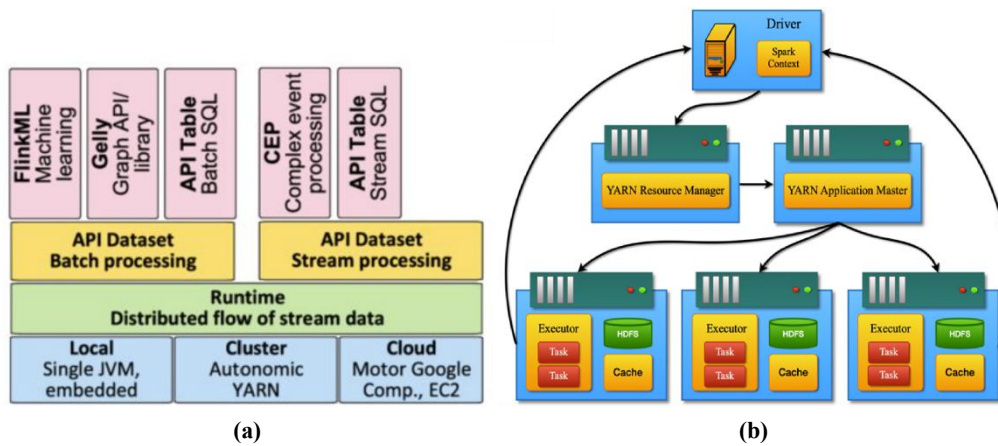 FlinkML
Machine
learning
Gelly
Graph API/
library
API Table
Batch SQL
CEP
Complex event
processing
API Table
Stream SQL
API Dataset
Batch processing
API Dataset
Stream processing
Runtime
Distributed flow of stream data
Local
Single JVM,
embedded
Cluster
Autonomic
YARN
Cloud
Motor Google
Comp., EC2
(a)
Driver
Spark
Context
YARN Resource Manager
YARN Application Master
Executor
Task
Task
HDFS
Cache
Executor
Task
Task
HDFS
Cache
Executor
Task
Task
HDFS
Cache
(b)